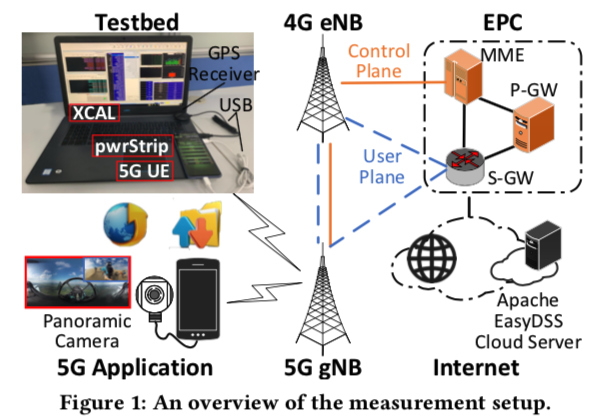 Testbed
4G eNB
EPC
GPS
Receiver
USB
XCAL
pwrStrip
5G UE
Control
Plane
User
Plane
MME
P-GW
S-GW
Panoramic
Camera
5G Application
5G gNB
Apache
EasyDSS
Cloud Server
Internet
Figure 1: An overview of the measurement setup.